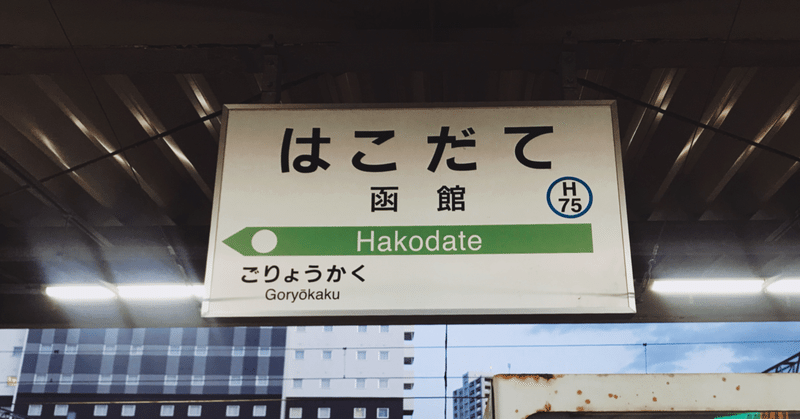 はこだて
函館
H
75
Hakodate
ごりょうかく
Goryōkaku